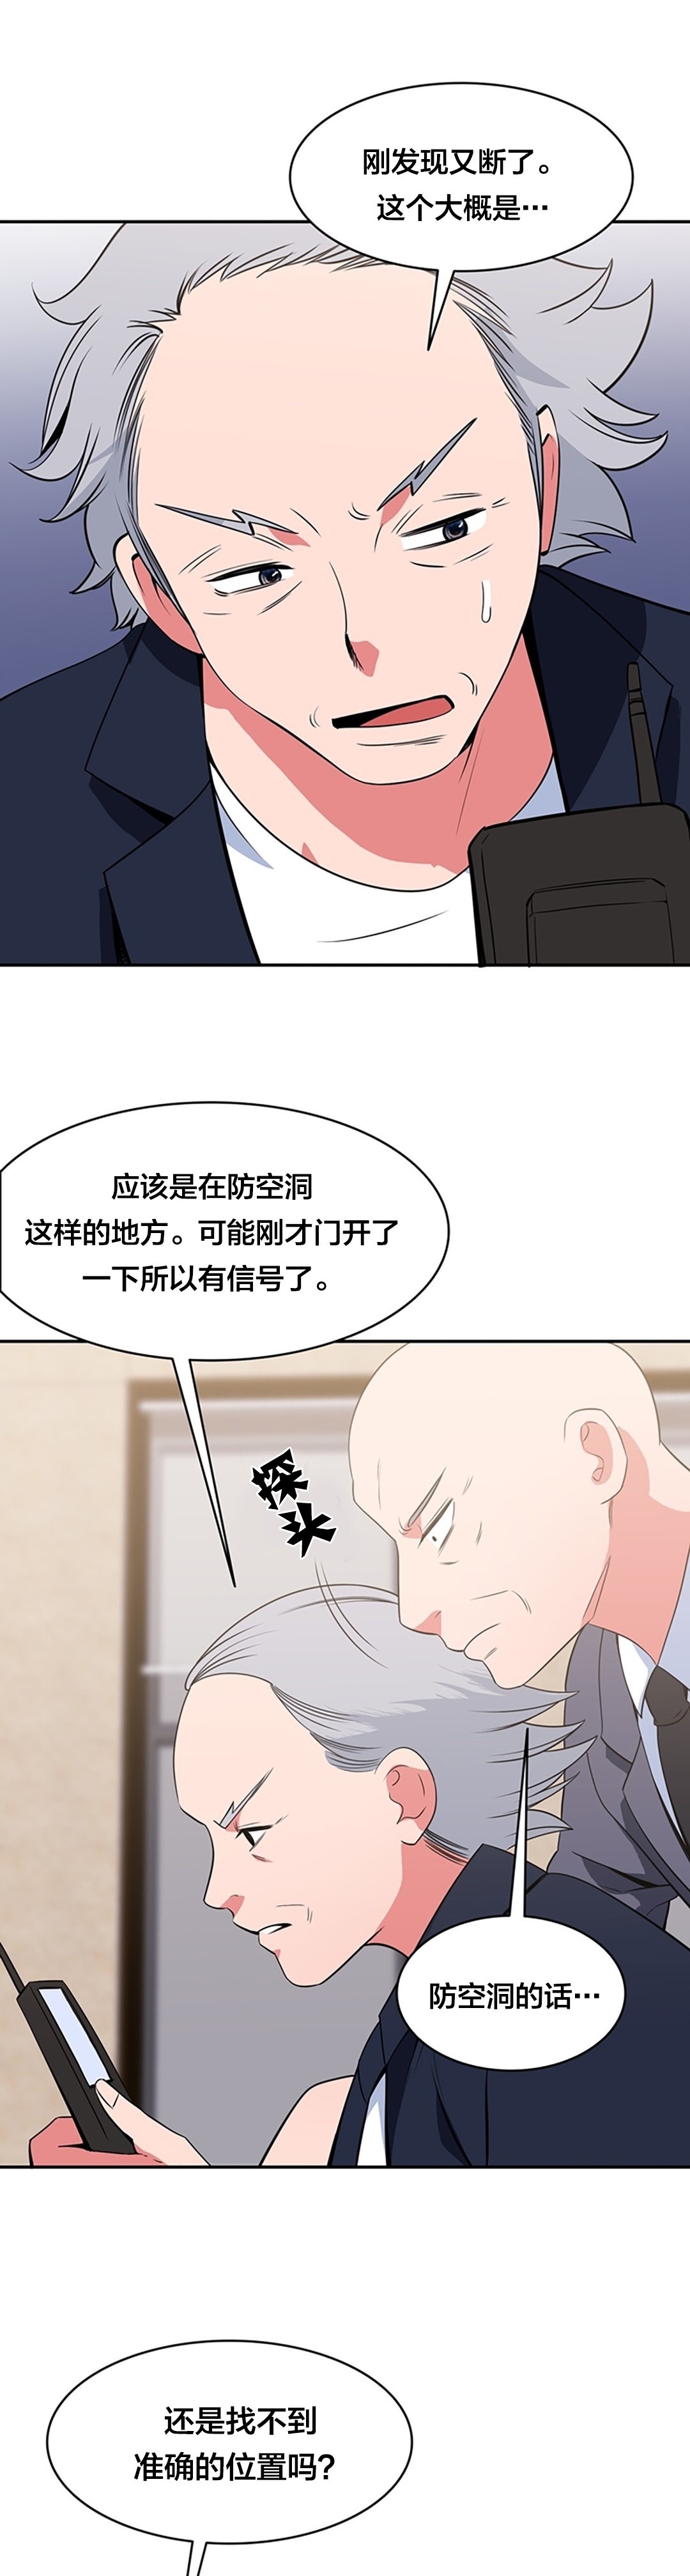 刚发现又断了。
这个大概是…
应该是在防空洞
这样的地方。可能刚才门开了
一下所以有信号了。
探头
防空洞的话…
还是找不到
准确的位置吗?